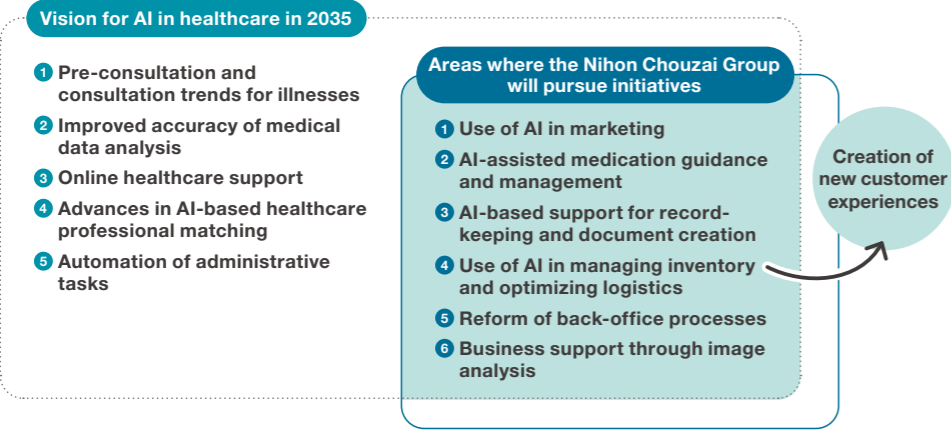 Vision for AI in healthcare in 2035
1 Pre-consultation and
consultation trends for illnesses
2 Improved accuracy of medical
data analysis
3 Online healthcare support
4 Advances in AI-based healthcare
professional matching
5 Automation of administrative
tasks
Areas where the Nihon Chouzai Group
will pursue initiatives
1 Use of AI in marketing
2 AI-assisted medication guidance
and management
3 AI-based support for record-
keeping and document creation
4 Use of AI in managing inventory
and optimizing logistics
5 Reform of back-office processes
6 Business support through image
analysis
Creation of
new customer
experiences